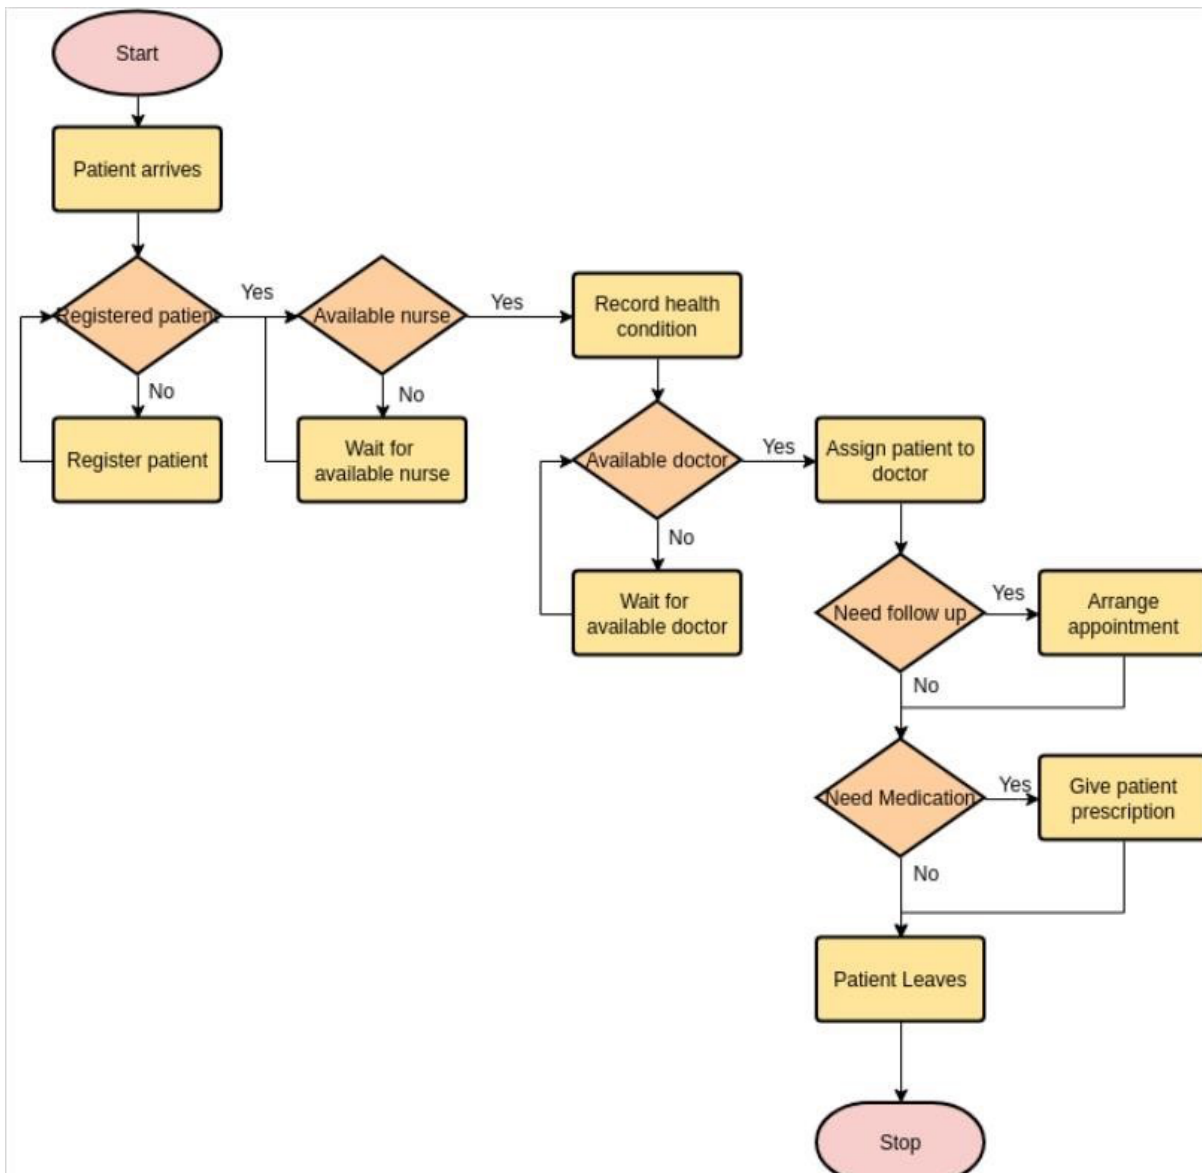 Start
Patient arrives
Registered patient
Yes
No
Register patient
Available nurse
Yes
No
Wait for
available nurse
Record health
condition
Available doctor
Yes
No
Wait for
available doctor
Assign patient to
doctor
Need follow up
Yes
Arrange
appointment
No
Need Medication
Yes
Give patient
prescription
No
Patient Leaves
Stop